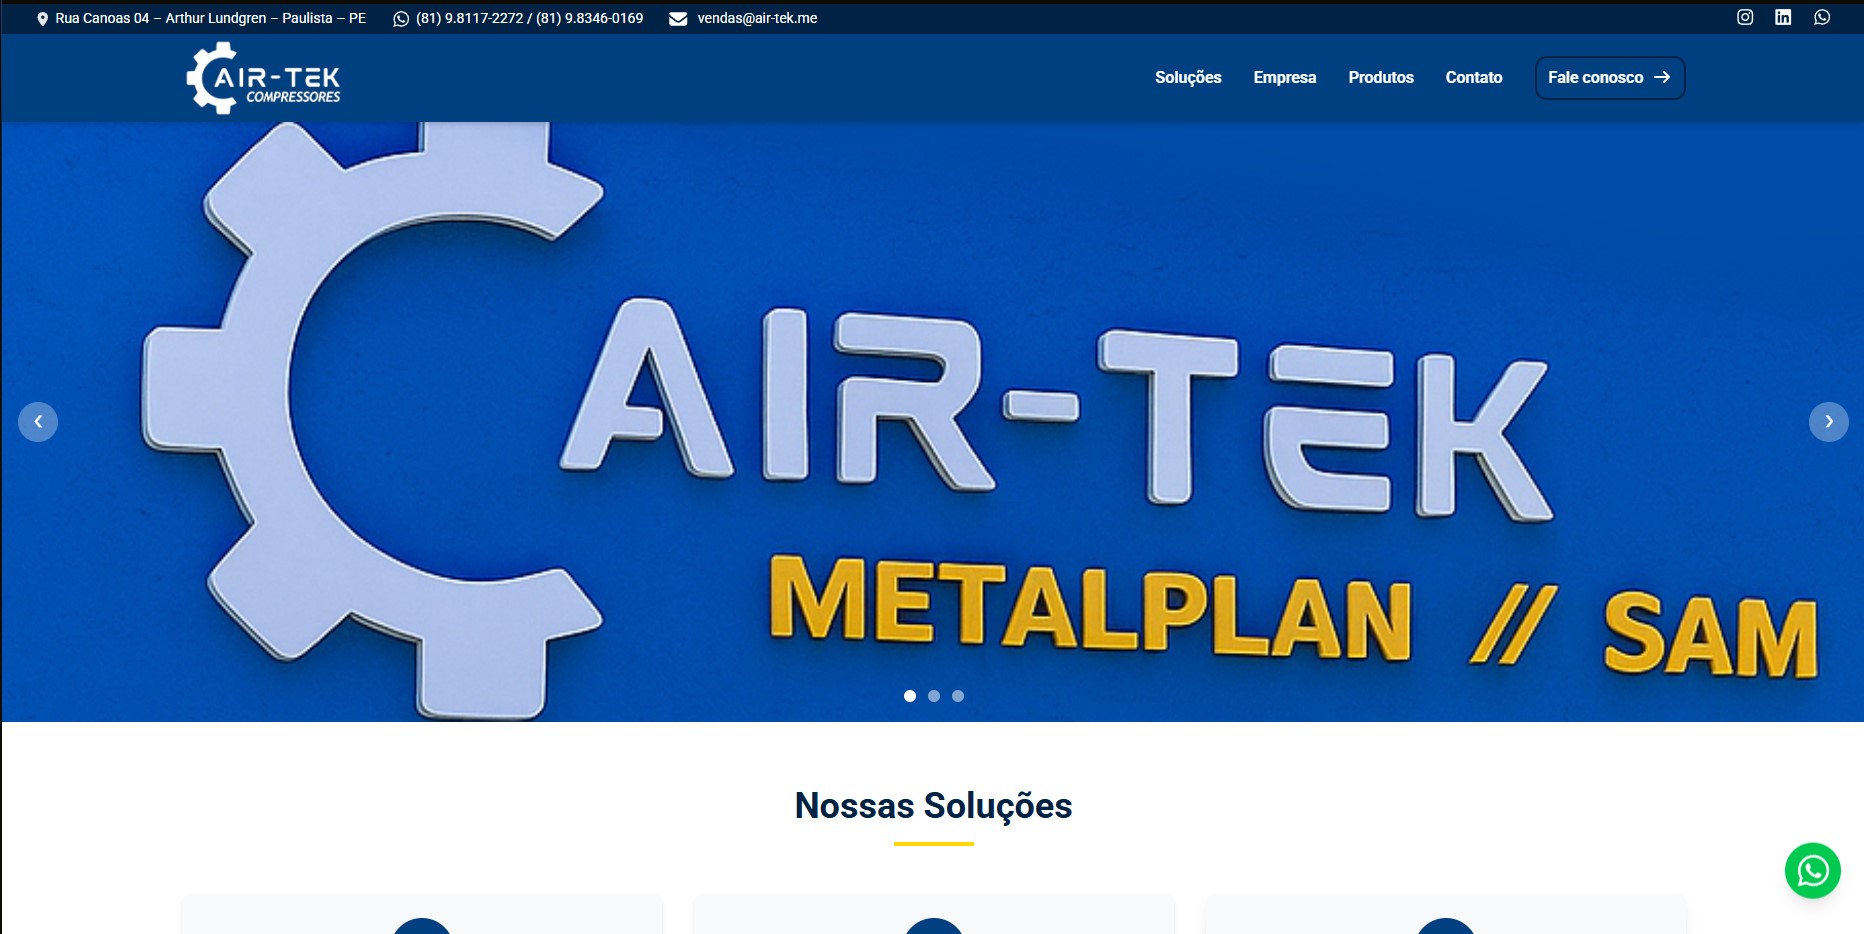 Rua Canoas 04 – Arthur Lundgren – Paulista – PE
(81) 9.8117-2272 / (81) 9.8346-0169
vendas@air-tek.me
AIR-TEK
COMPRESSORES
Soluções
Empresa
Produtos
Contato
Fale conosco
AIR-TEK
METALPLAN // SAM
Nossas Soluções